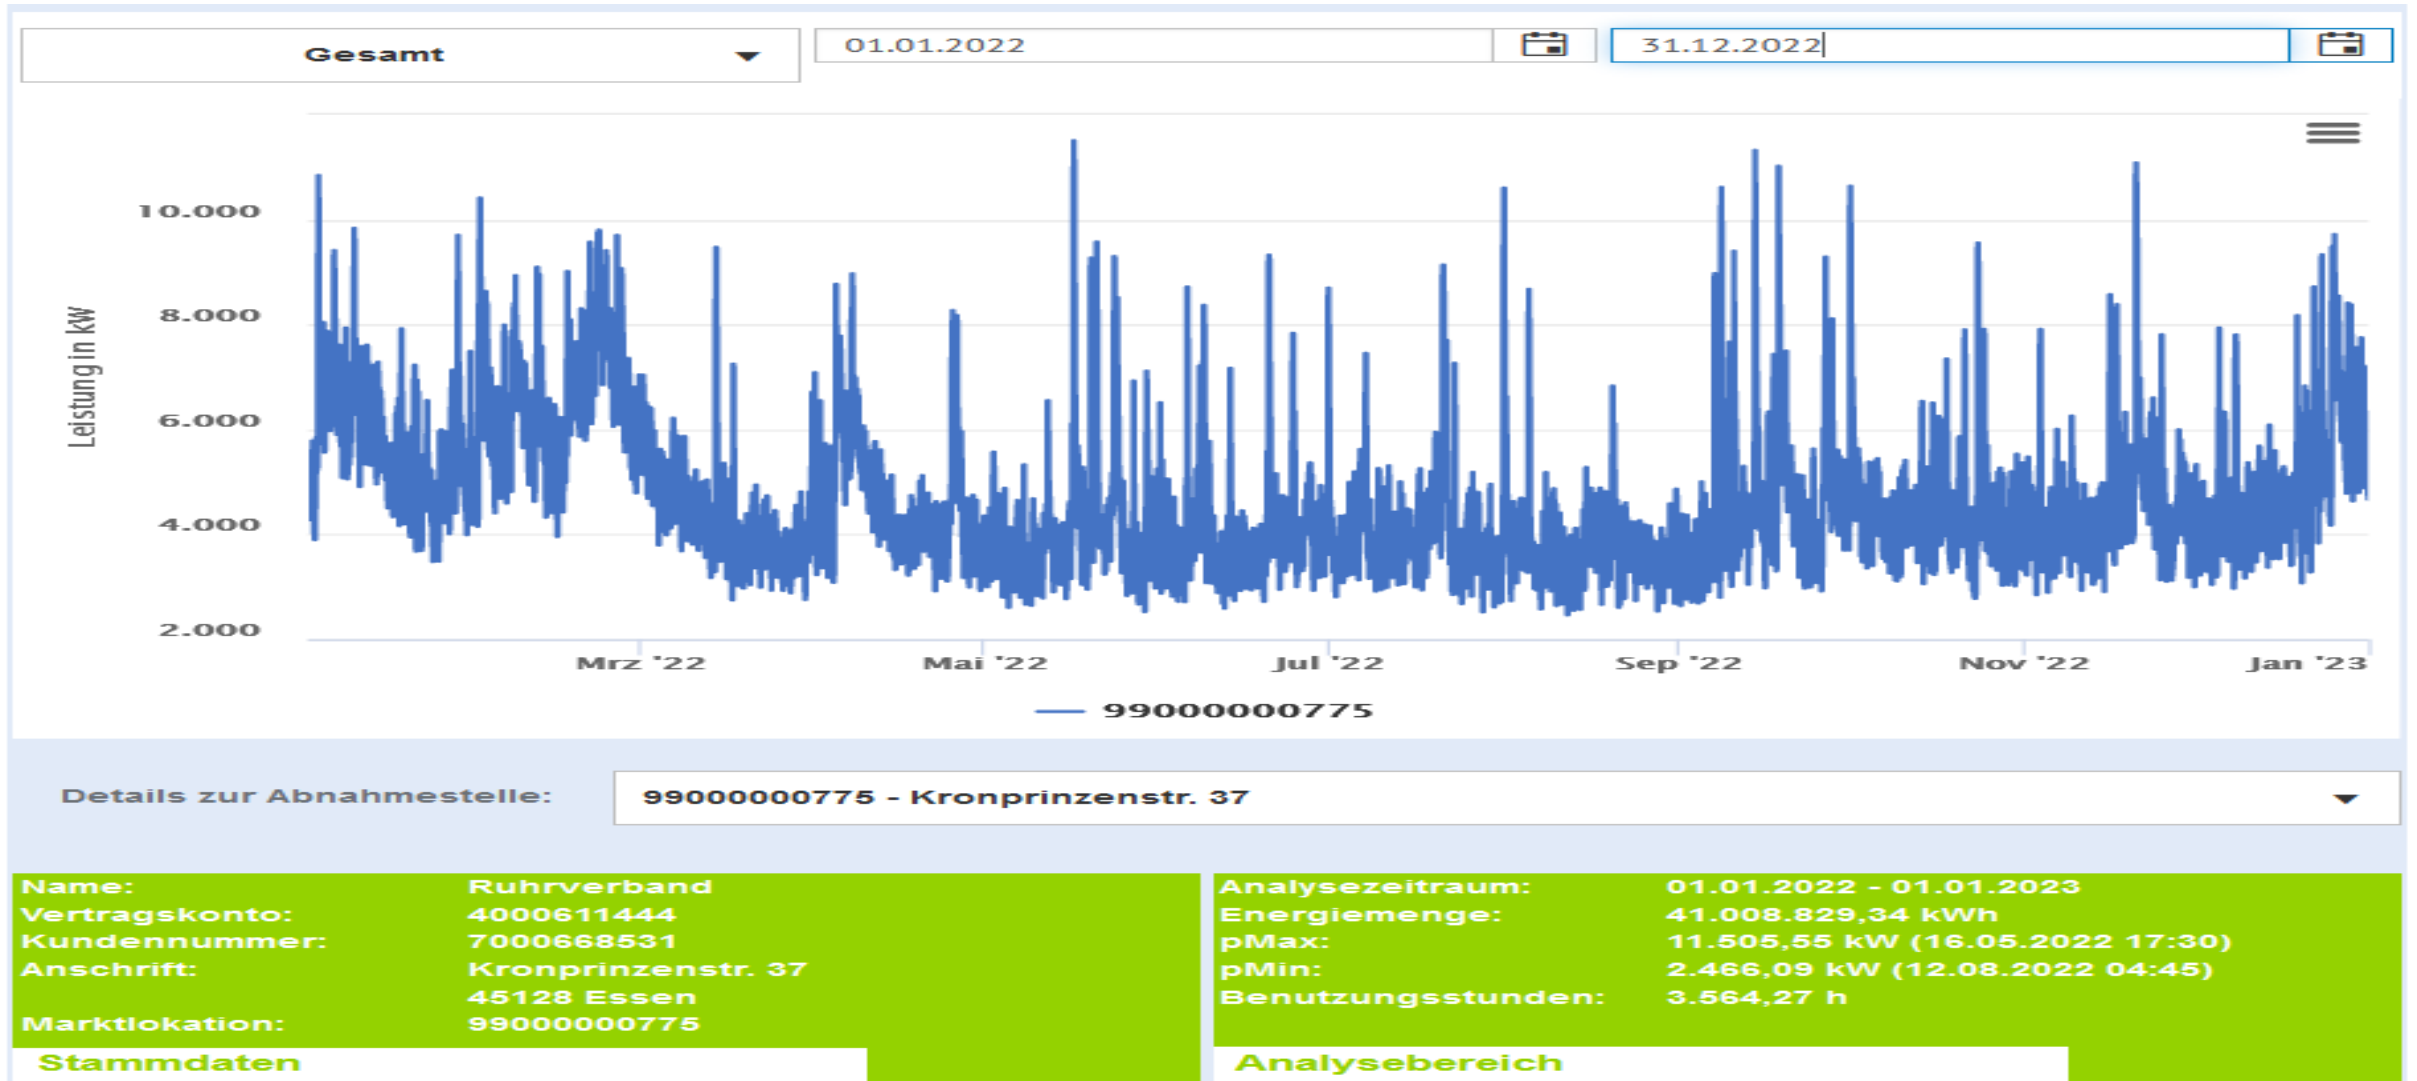 Gesamt
01.01.2022
31.12.2022
10.000
8.000
6.000
4.000
2.000
Leistung in kW
Mrz '22
Mai '22
Jul '22
Sep '22
Nov '22
Jan '23
99000000775
Details zur Abnahmestelle:
99000000775 - Kronprinzenstr. 37
Name: Ruhrverband
Vertragskonto: 4000611444
Kundennummer: 7000668531
Anschrift: Kronprinzenstr. 37
45128 Essen
Marktlokation: 99000000775
Stammdaten
Analysezeitraum: 01.01.2022 - 01.01.2023
Energiemenge: 41.008.829,34 kWh
pMax: 11.505,55 kW (16.05.2022 17:30)
pMin: 2.466,09 kW (12.08.2022 04:45)
Benutzungsstunden: 3.564,27 h
Analysebereich